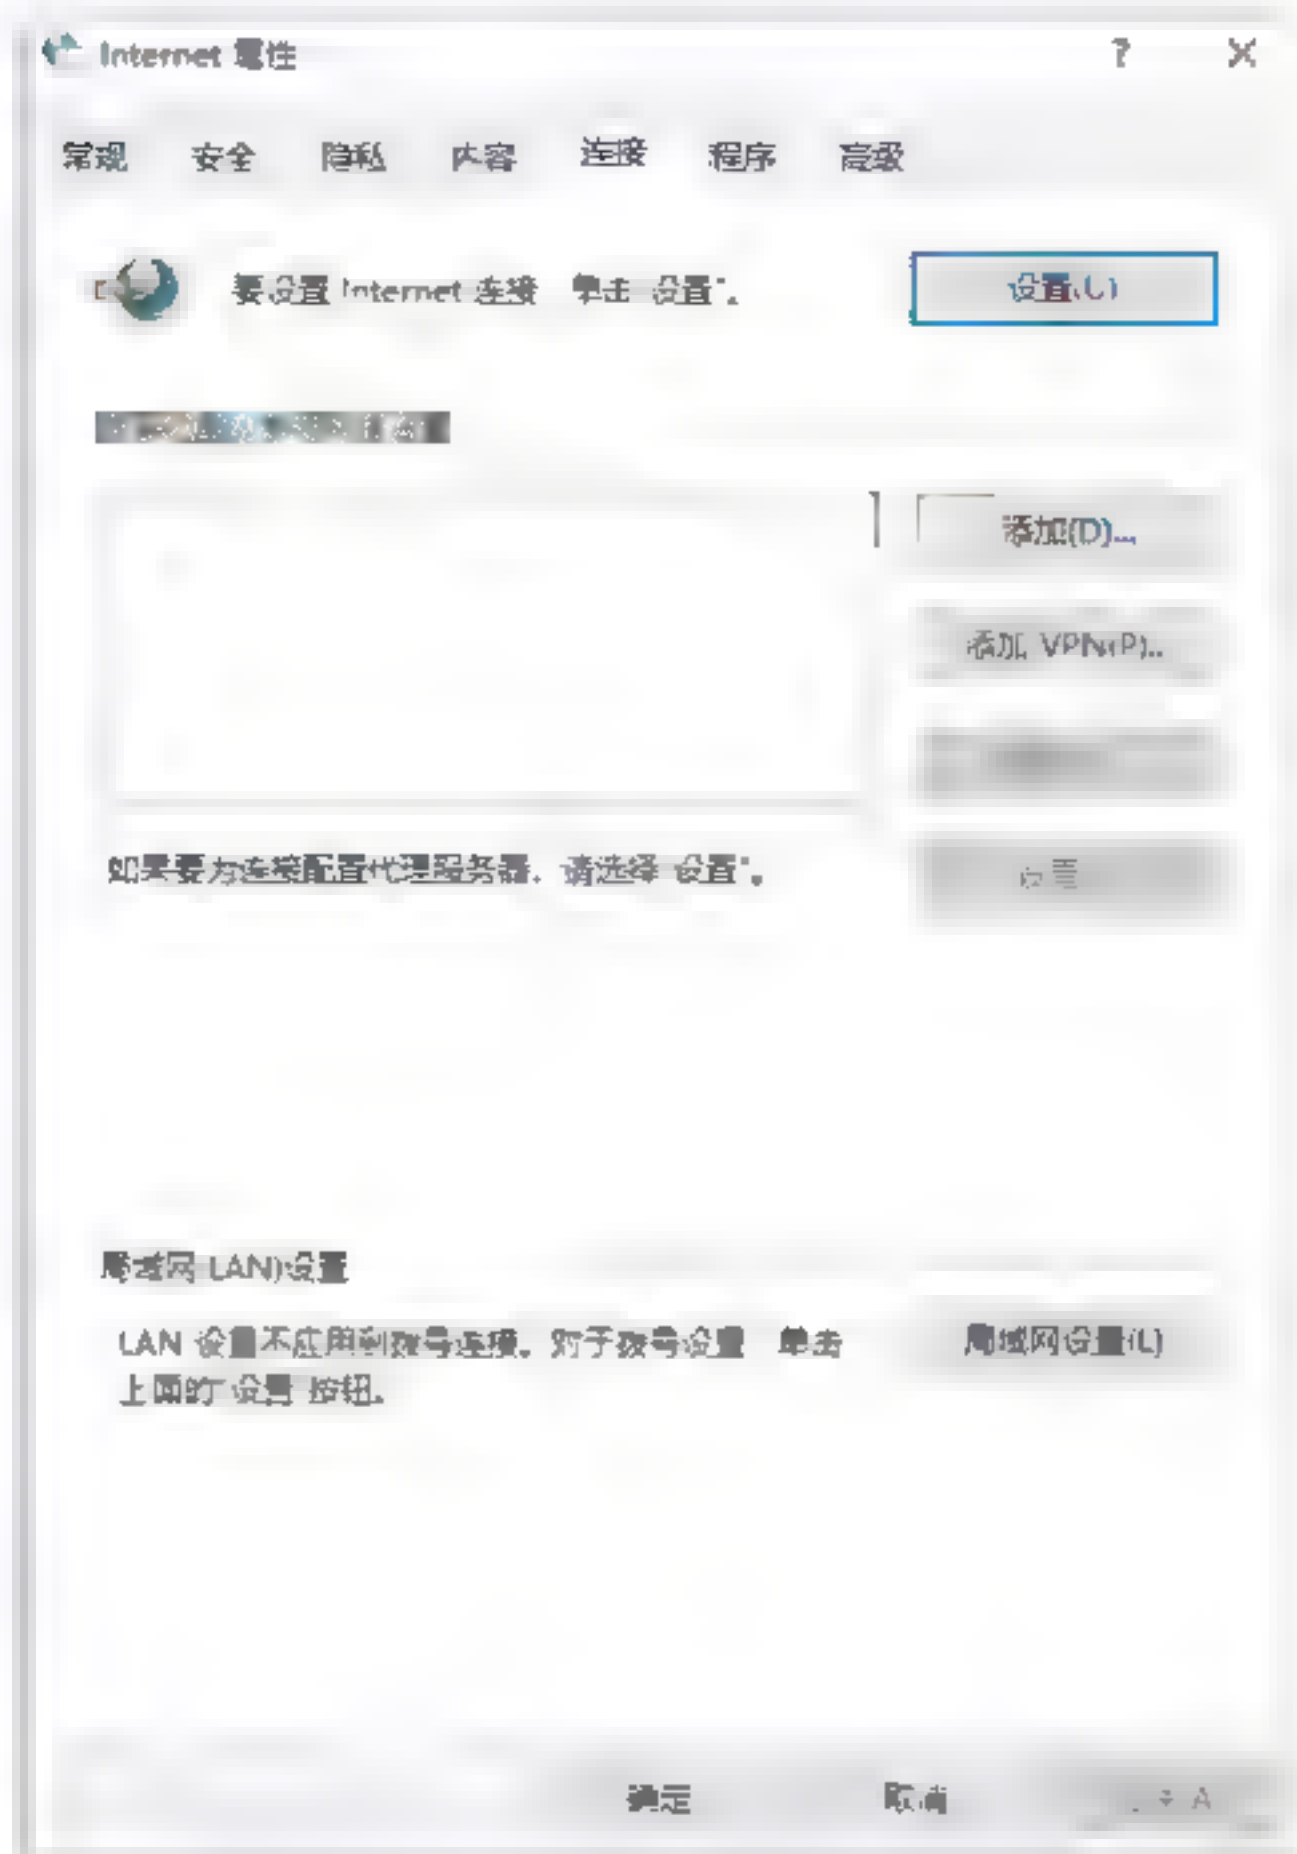 Internet 属性
常规 安全 隐私 内容 连接 程序 高级
要设置 Internet 连接 单击 设置"。
设置(U)
添加(D)...
添加 VPN(P)..
如果要为连接配置代理服务器，请选择 设置"。
设置
局域网 LAN)设置
LAN 设置不应用到拨号连接。对于拨号设置 单击
上面的"设置 按钮。
局域网设置(L)
确定 取消